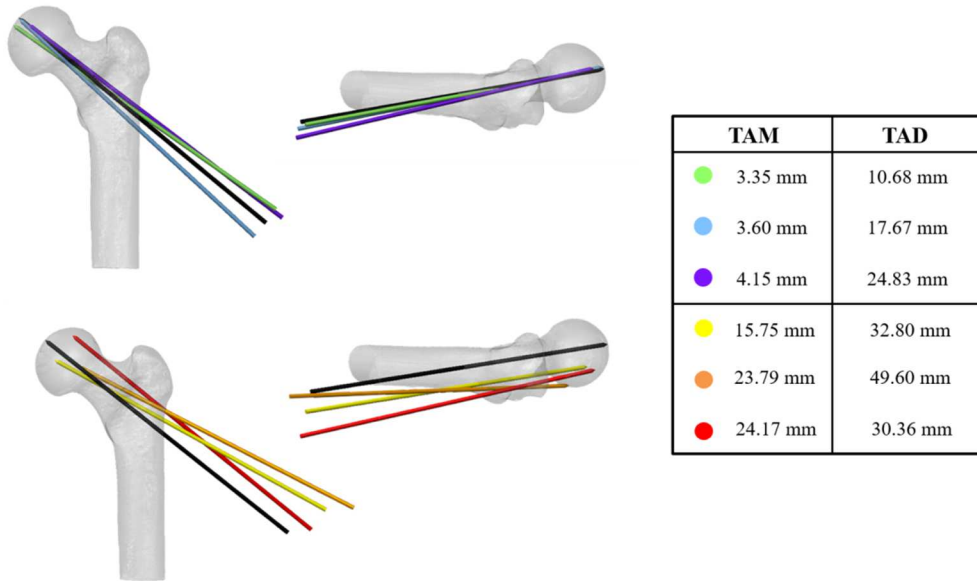 TAM TAD
3.35 mm 10.68 mm
3.60 mm 17.67 mm
4.15 mm 24.83 mm
15.75 mm 32.80 mm
23.79 mm 49.60 mm
24.17 mm 30.36 mm